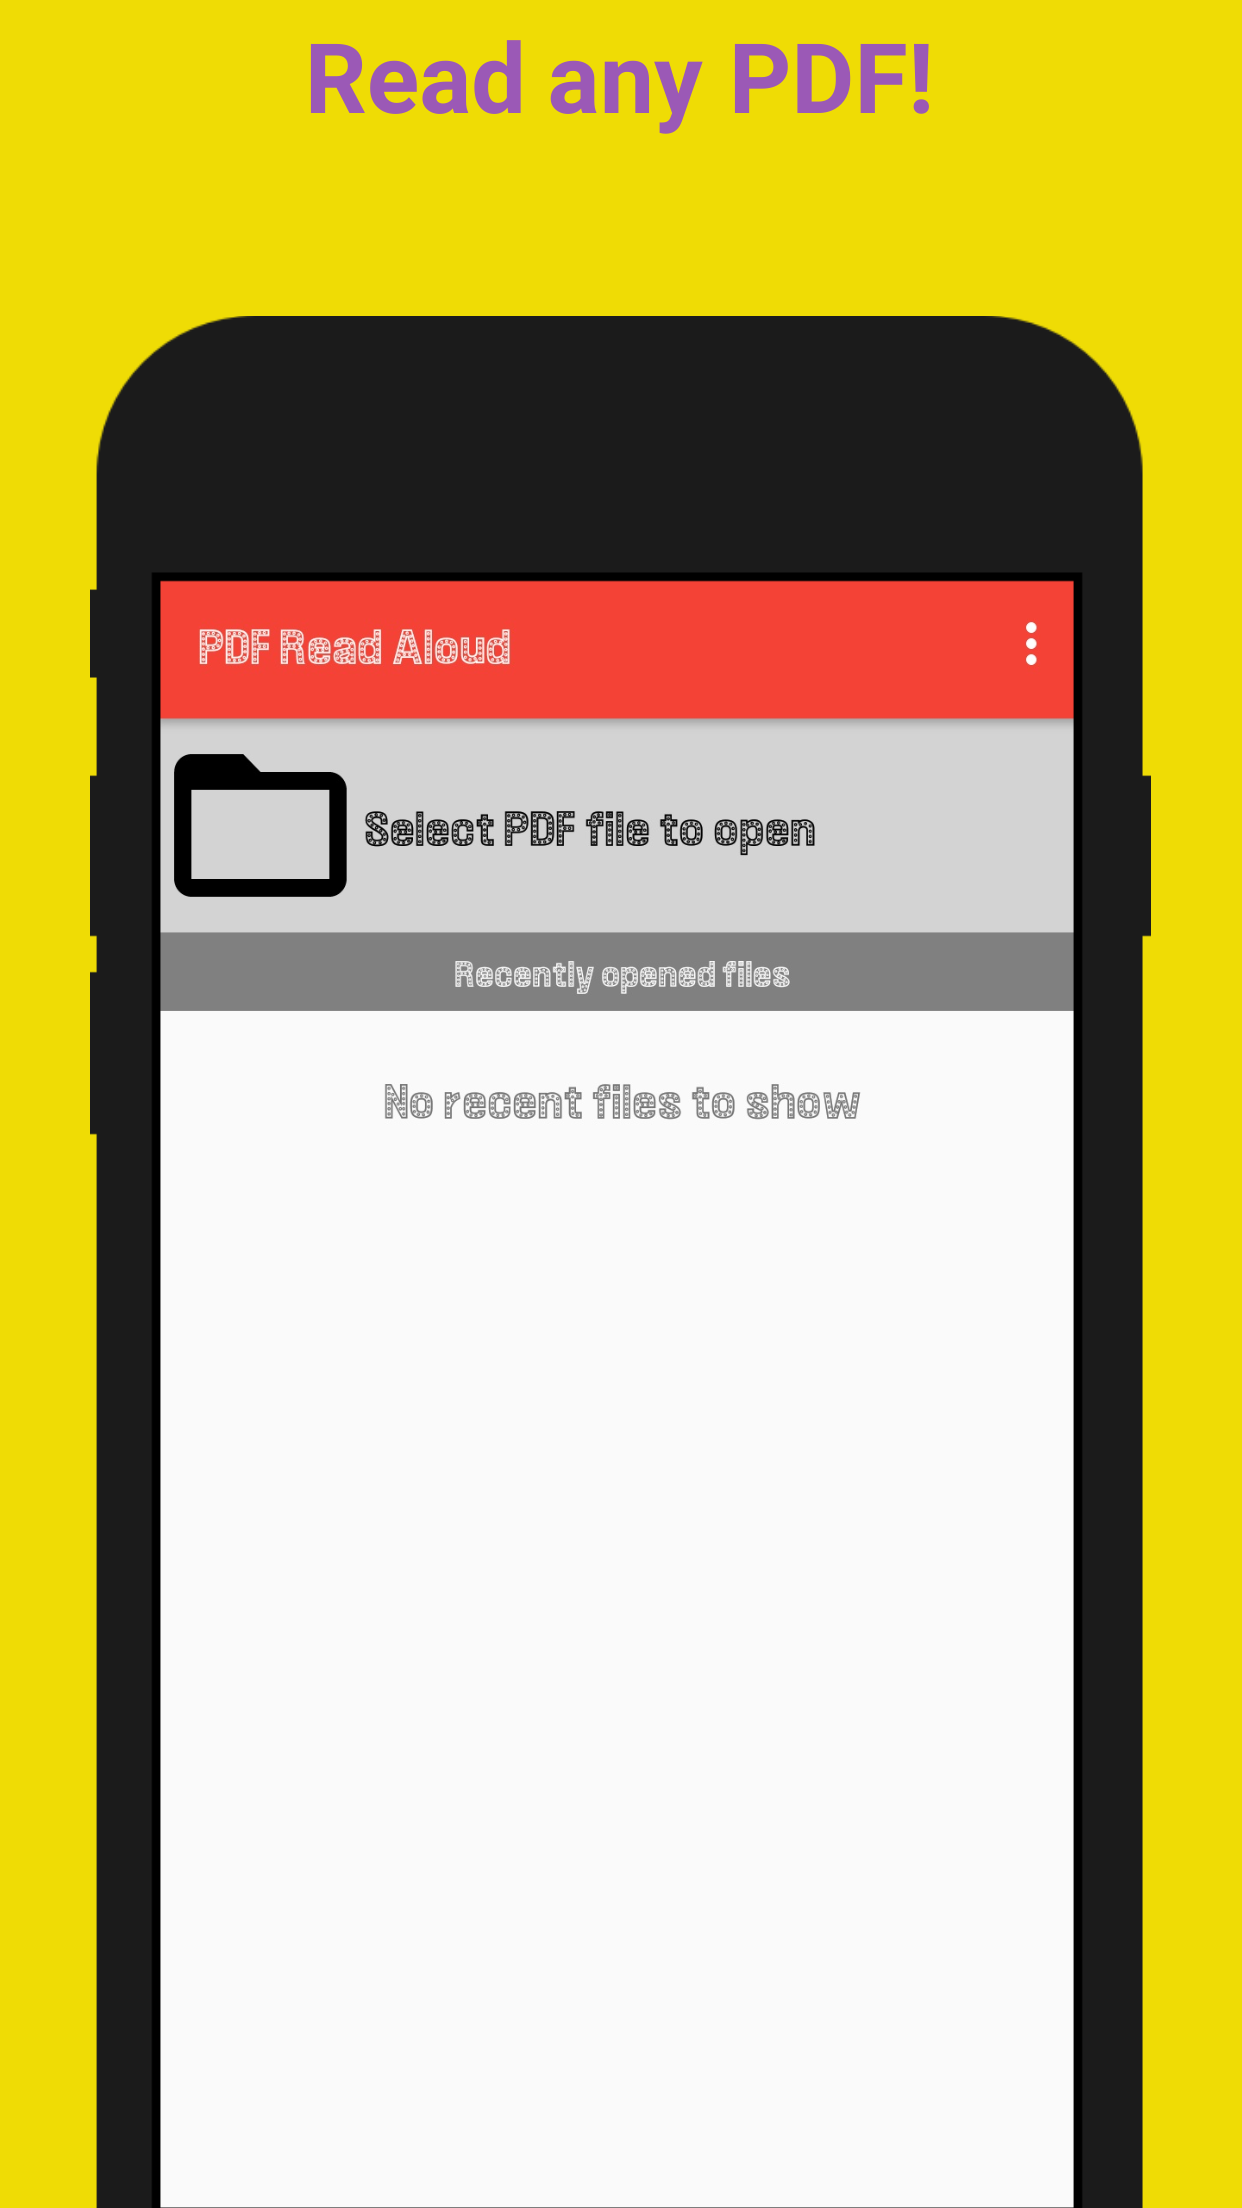 Read any PDF!
PDF Read Aloud
Select PDF file to open
Recently opened files
No recent files to show